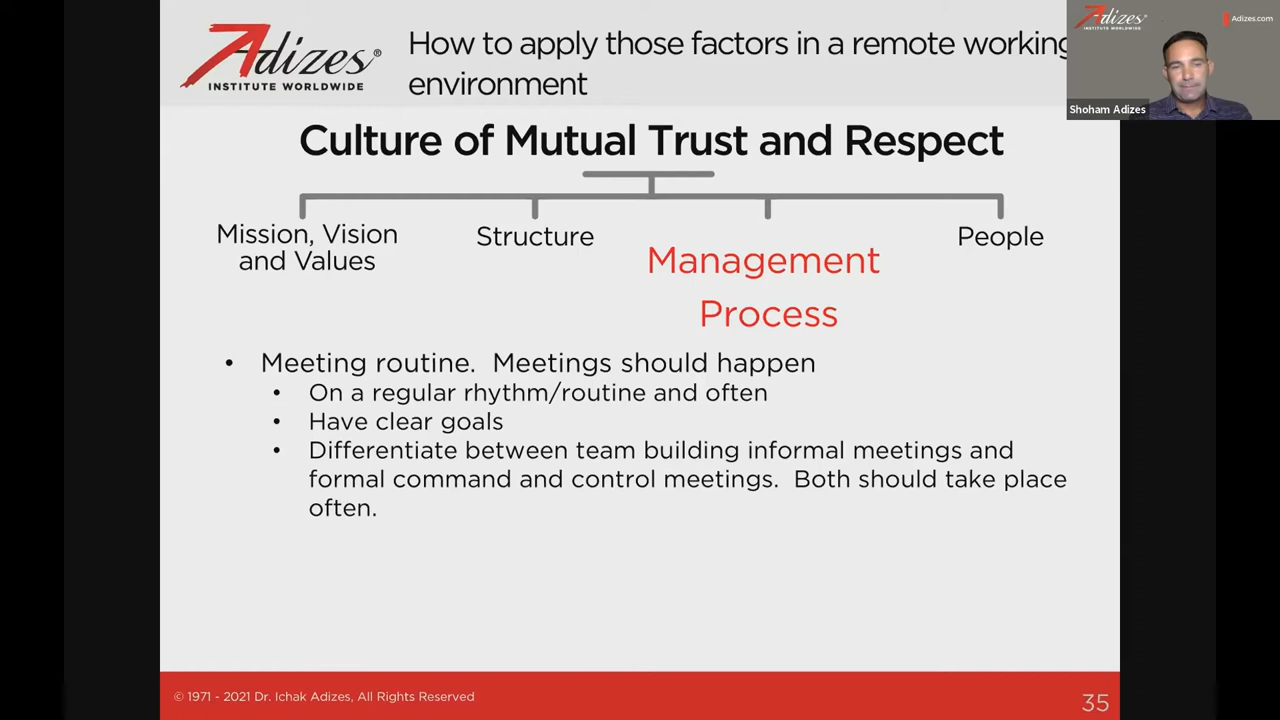 Adizes®
INSTITUTE WORLDWIDE
How to apply those factors in a remote working
environment
Adizes
INSTITUTE WORLDWIDE
Adizes.com
Shoham Adizes
Culture of Mutual Trust and Respect
Mission, Vision
and Values
Structure
Management
Process
People
• Meeting routine. Meetings should happen
• On a regular rhythm/routine and often
• Have clear goals
• Differentiate between team building informal meetings and
formal command and control meetings. Both should take place
often.
© 1971 - 2021 Dr. Ichak Adizes, All Rights Reserved
35